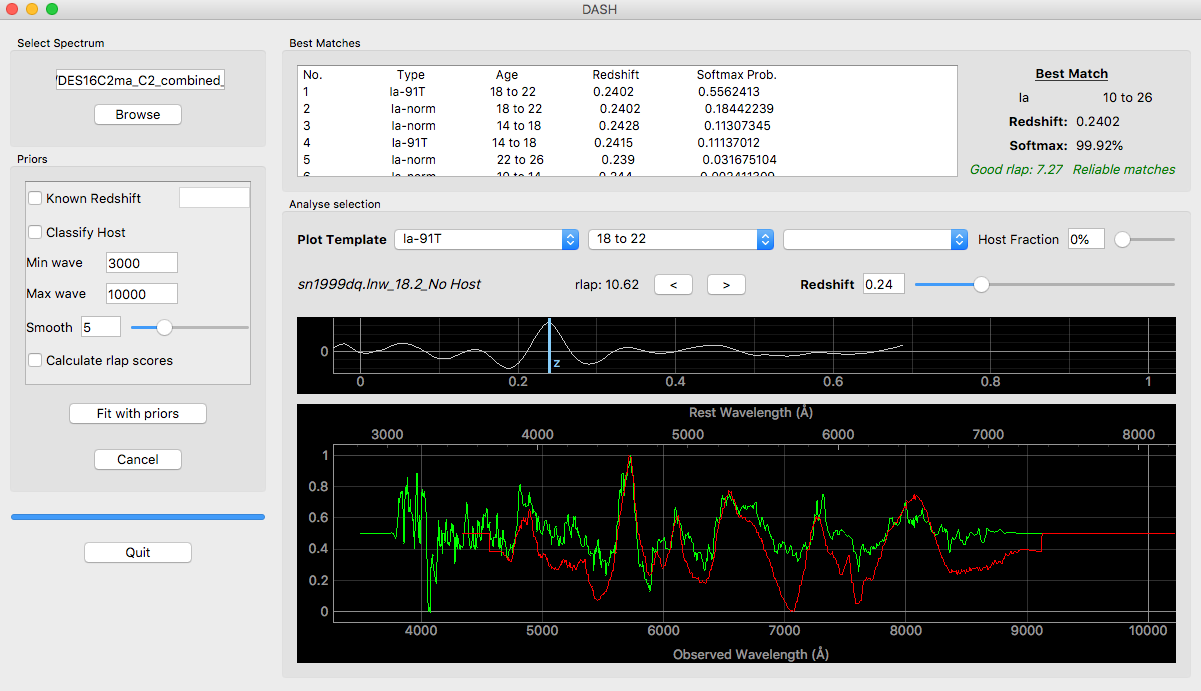 DASH
Select Spectrum
/DES16C2ma_C2_combined_
Browse
Priors
Known Redshift
Classify Host
Min wave 3000
Max wave 10000
Smooth 5
Calculate rlap scores
Fit with priors
Cancel
Quit
Best Matches
No. Type Age Redshift Softmax Prob.
1 Ia-91T 18 to 22 0.2402 0.5562413
2 Ia-norm 18 to 22 0.2402 0.18442239
3 Ia-norm 14 to 18 0.2428 0.11307345
4 Ia-91T 14 to 18 0.2415 0.11137012
5 Ia-norm 22 to 26 0.239 0.031675104
Best Match
Ia 10 to 26
Redshift: 0.2402
Softmax: 99.92%
Good rlap: 7.27 Reliable matches
Analyse selection
Plot Template Ia-91T 18 to 22 Host Fraction 0%
sn1999dq.lnw_18.2_No Host rlap: 10.62 < > Redshift 0.24
0
z
0 0.2 0.4 0.6 0.8 1
Rest Wavelength (Å)
3000 4000 5000 6000 7000 8000
1
0.8
0.6
0.4
0.2
0
4000 5000 6000 7000 8000 9000 10000
Observed Wavelength (Å)